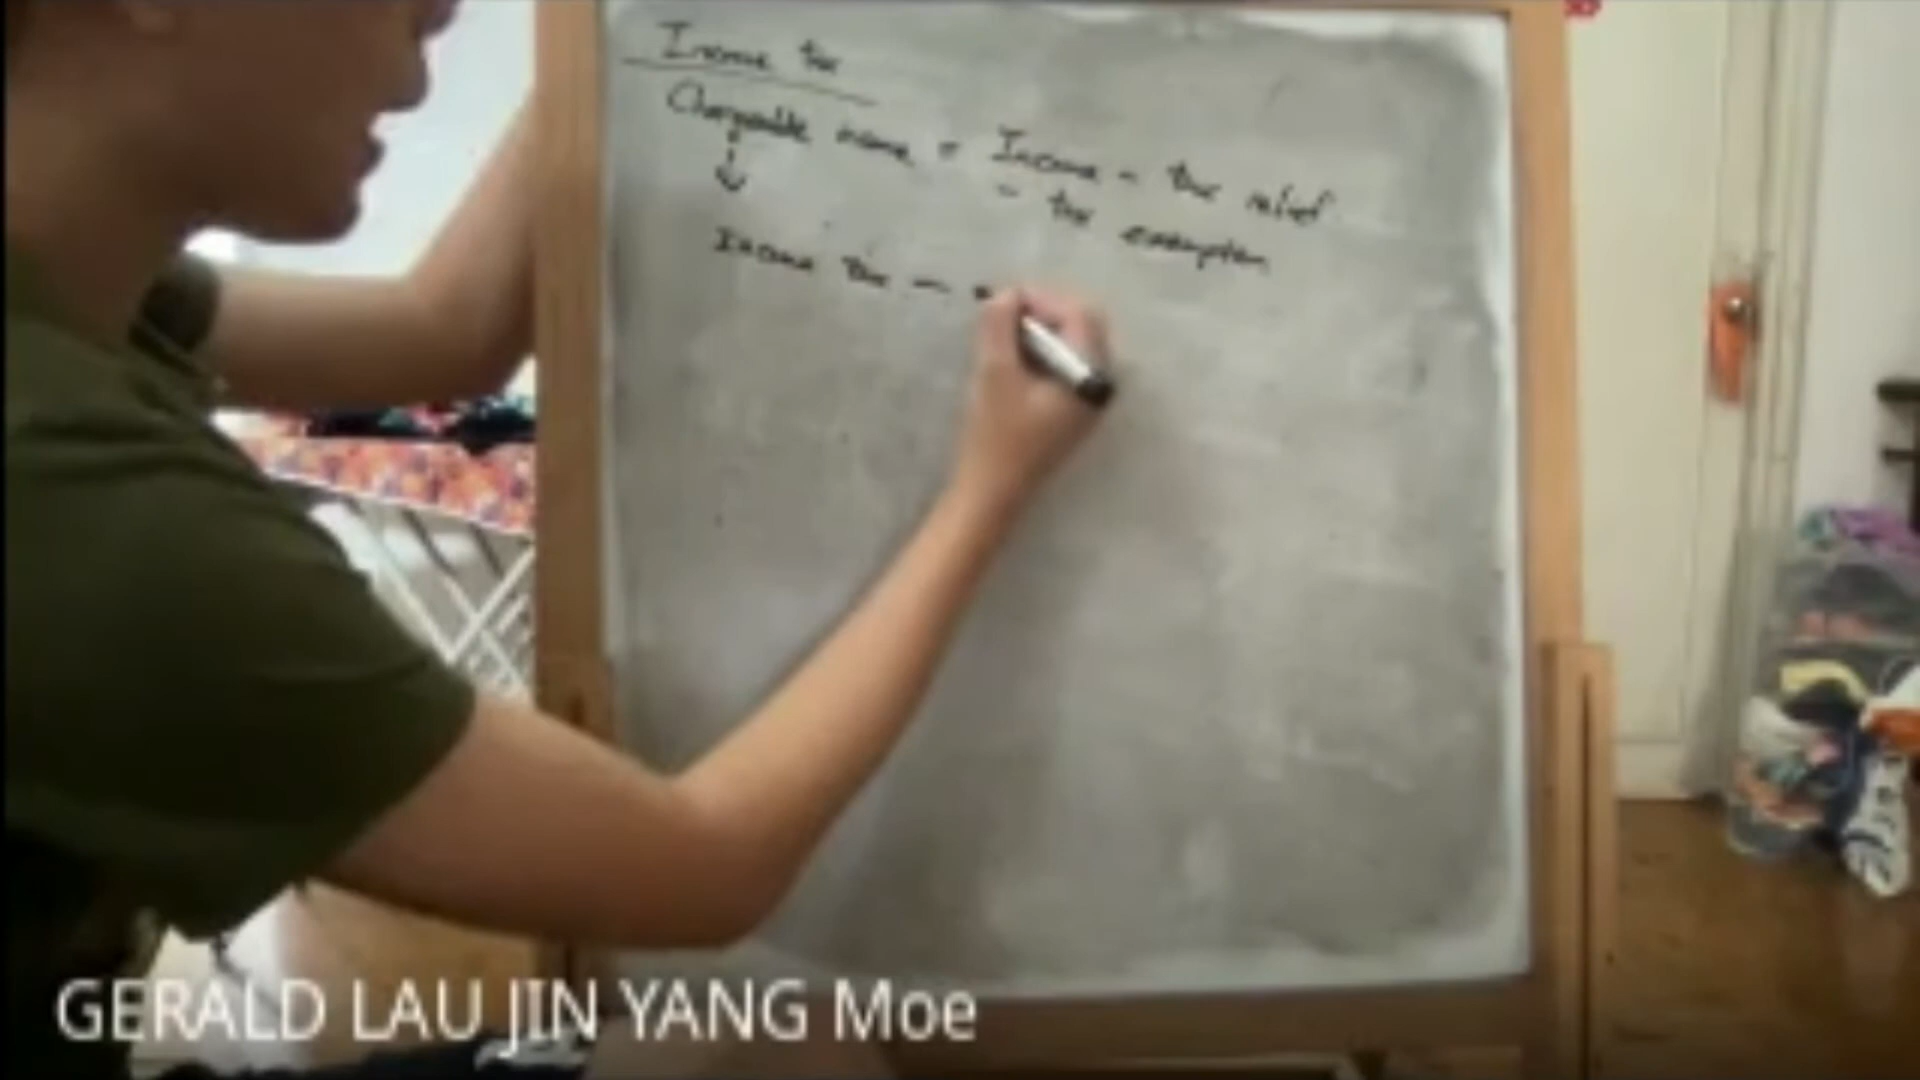 Income tax
Chargeable income = Income - tax relief
- tax exemption
↓
Income tax -
GERALD LAU JIN YANG Moe